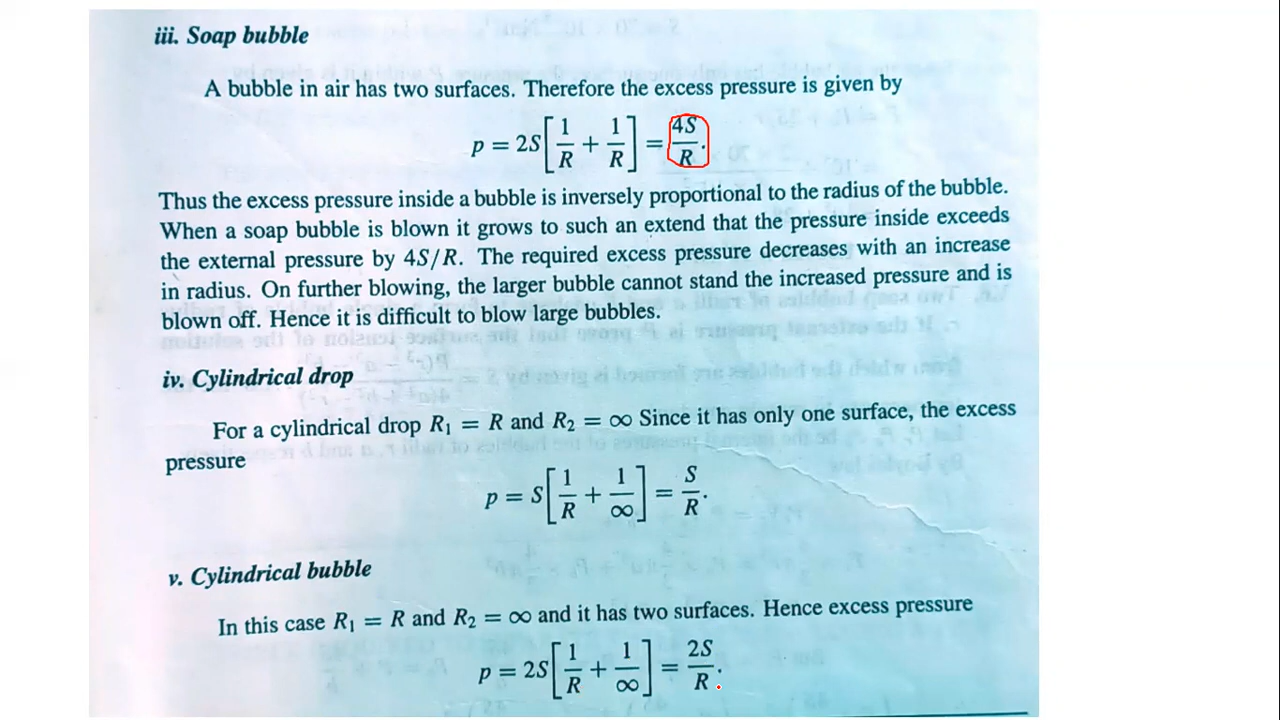 iii. Soap bubble
A bubble in air has two surfaces. Therefore the excess pressure is given by
p = 2S[1/R + 1/R] = 4S/R.
Thus the excess pressure inside a bubble is inversely proportional to the radius of the bubble.
When a soap bubble is blown it grows to such an extend that the pressure inside exceeds
the external pressure by 4S/R. The required excess pressure decreases with an increase
in radius. On further blowing, the larger bubble cannot stand the increased pressure and is
blown off. Hence it is difficult to blow large bubbles.
iv. Cylindrical drop
For a cylindrical drop R₁ = R and R₂ = ∞ Since it has only one surface, the excess
pressure
p = S[1/R + 1/∞] = S/R.
v. Cylindrical bubble
In this case R₁ = R and R₂ = ∞ and it has two surfaces. Hence excess pressure
p = 2S[1/R + 1/∞] = 2S/R.